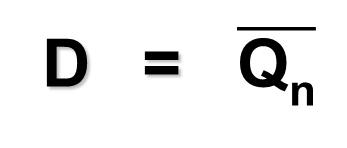 D = Q̅ₙ